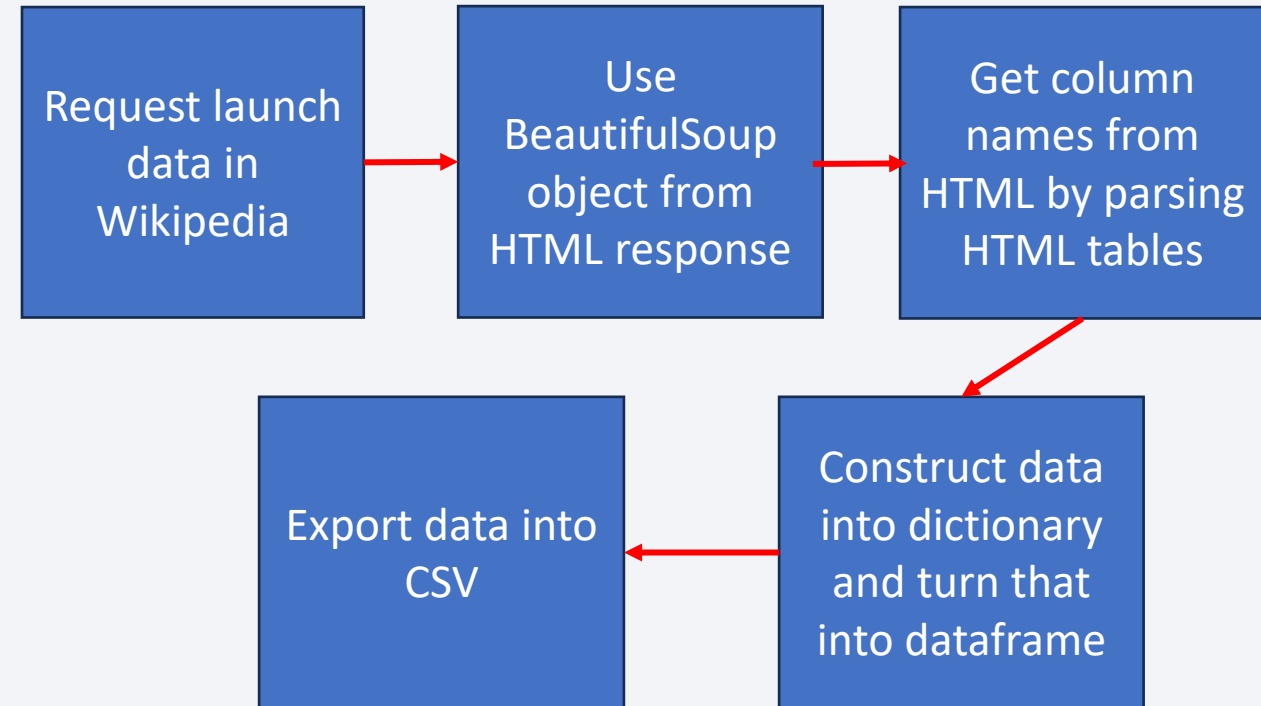 Request launch
data in
Wikipedia
Use
BeautifulSoup
object from
HTML response
Get column
names from
HTML by parsing
HTML tables
Construct data
into dictionary
and turn that
into dataframe
Export data into
CSV